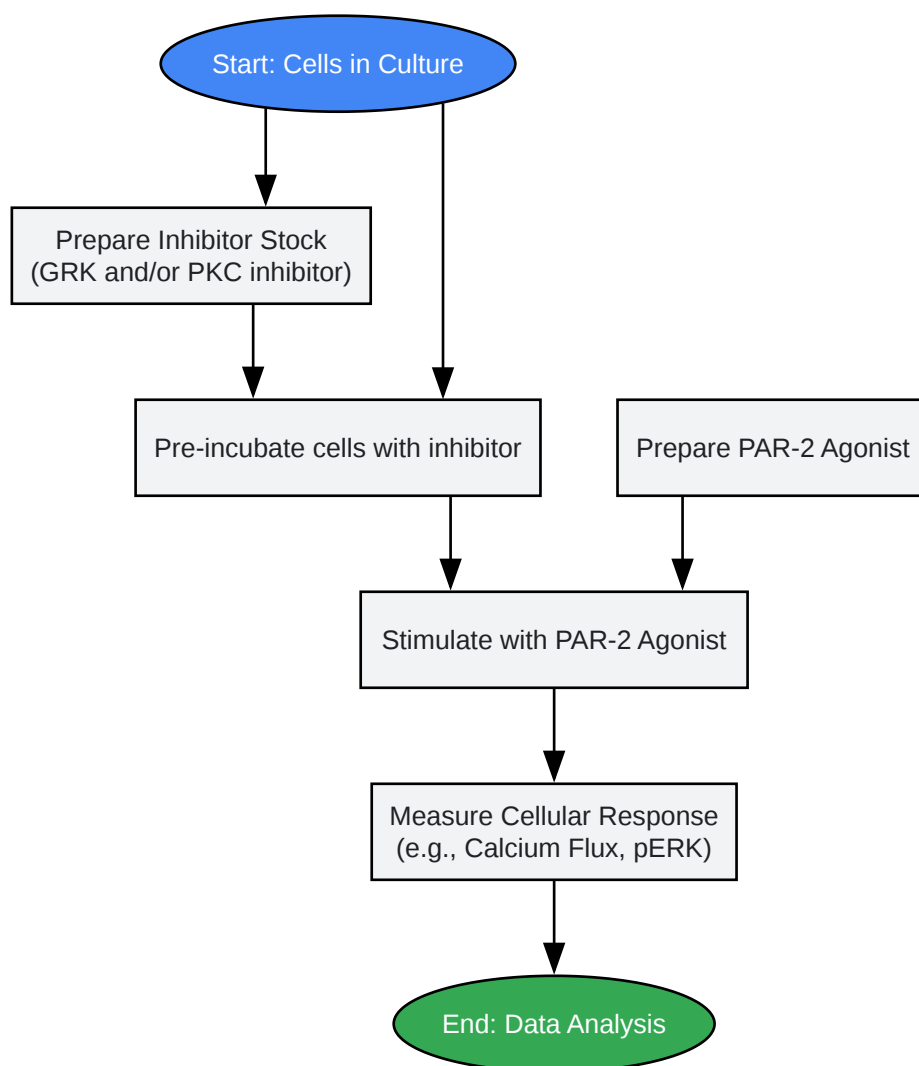 Start: Cells in Culture
Prepare Inhibitor Stock
(GRK and/or PKC inhibitor)
Pre-incubate cells with inhibitor
Prepare PAR-2 Agonist
Stimulate with PAR-2 Agonist
Measure Cellular Response
(e.g., Calcium Flux, pERK)
End: Data Analysis